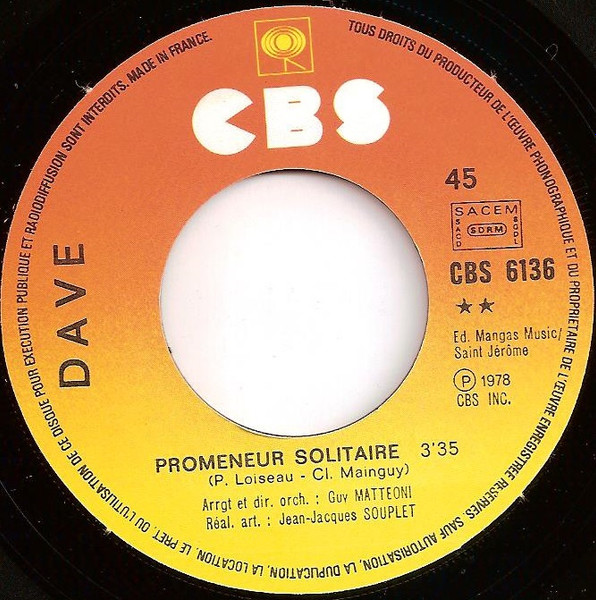 TOUS DROITS DU PRODUCTEUR DE L'ŒUVRE PHONOGRAPHIQUE ET DU PROPRIETAIRE DE L'ŒUVRE ENREGISTREE RESERVES. SAUF AUTORISATION, LA DUPLICATION, LA LOCATION, LE PRET, OU L'UTILISATION DE CE DISQUE POUR EXECUTION PUBLIQUE ET RADIODIFFUSION SONT INTERDITS. MADE IN FRANCE.
CBS
DAVE
45
SACEM
SACD SDRM SGDL
CBS 6136
★★
Ed. Mangas Music/
Saint Jérôme
Ⓟ 1978
CBS INC.
PROMENEUR SOLITAIRE 3'35
(P. Loiseau - Cl. Mainguy)
Arrgt et dir. orch. : Guy MATTEONI
Réal. art. : Jean-Jacques SOUPLET